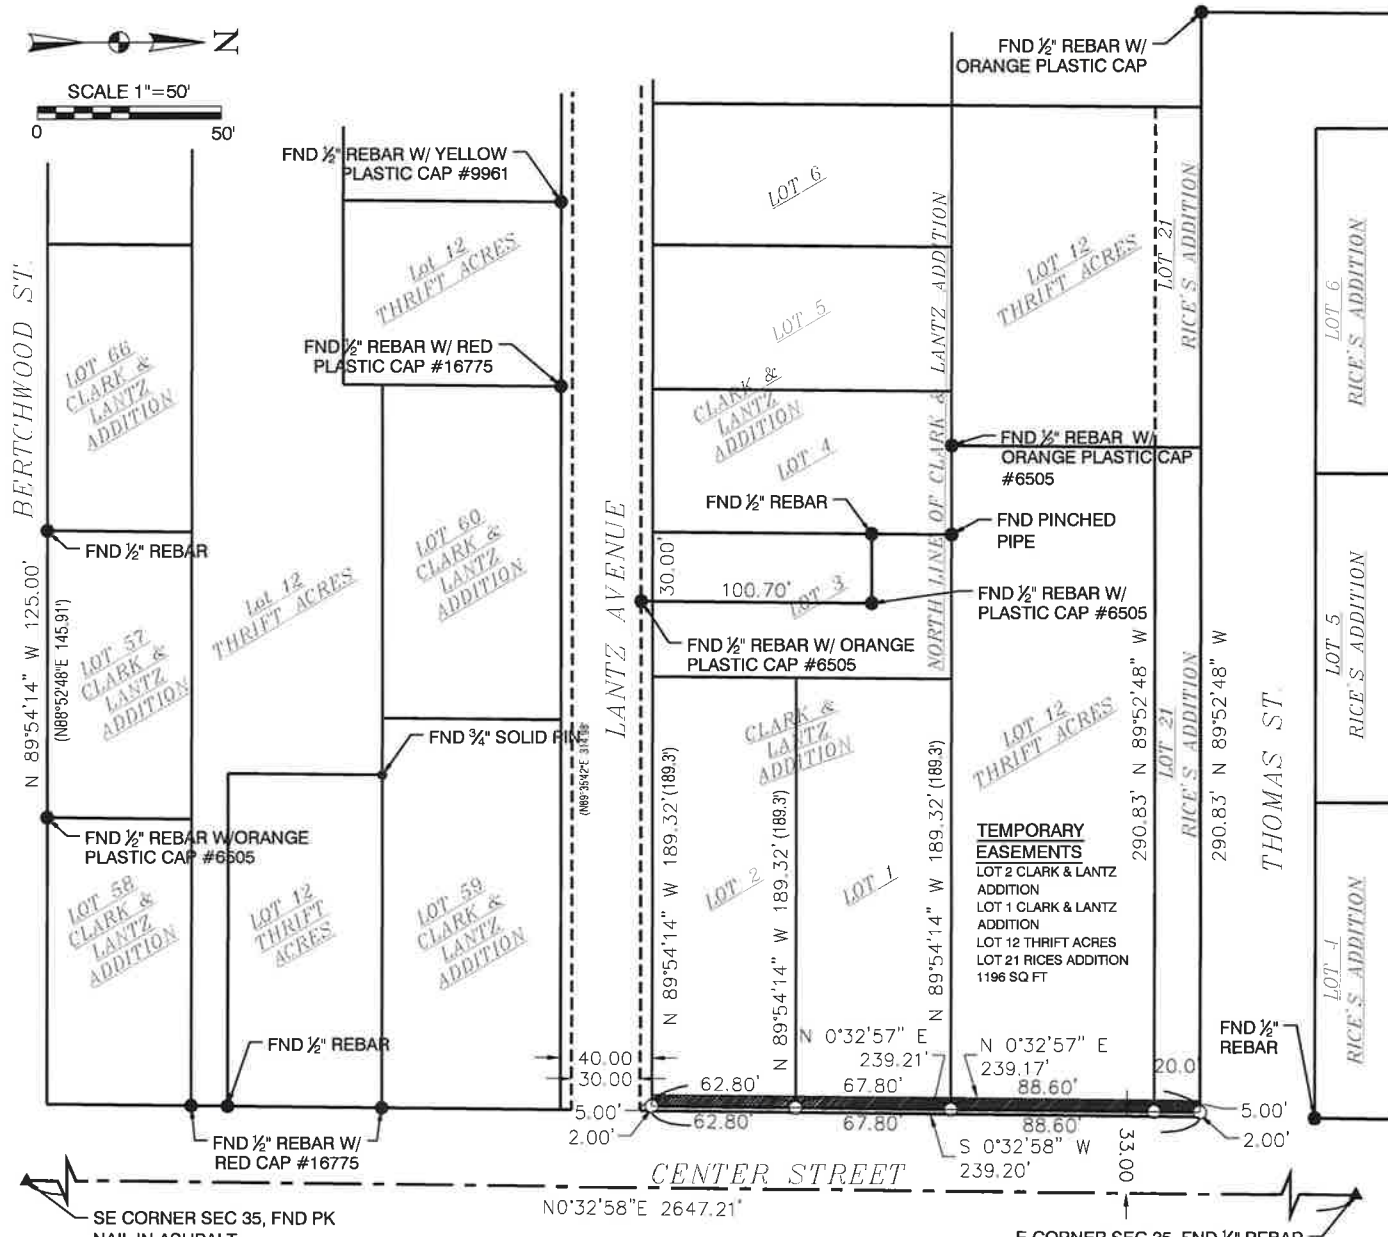 N
SCALE 1"=50'
0
50'
FND ½" REBAR W/
ORANGE PLASTIC CAP
FND ½" REBAR W/ YELLOW
PLASTIC CAP #9961
LOT 6
Lot 12
THRIFT ACRES
LOT 12
THRIFT ACRES
LOT 21
RICE'S ADDITION
LOT 6
RICE'S ADDITION
BERTCHWOOD ST.
LOT 5
NORTH LINE OF CLARK & LANTZ ADDITION
FND ½" REBAR W/ RED
PLASTIC CAP #16775
LOT 66
CLARK &
LANTZ
ADDITION
CLARK &
LANTZ
ADDITION
LOT 4
FND ½" REBAR W/
ORANGE PLASTIC CAP
#6505
FND ½" REBAR
FND PINCHED
PIPE
FND ½" REBAR
LOT 60
CLARK &
LANTZ
ADDITION
LANTZ AVENUE
30.00'
100.70'
LOT 3
FND ½" REBAR W/
PLASTIC CAP #6505
Lot 12
THRIFT ACRES
LOT 5
RICE'S ADDITION
N 89°54'14" W 125.00'
(N88°52'48"E 145.91')
LOT 57
CLARK &
LANTZ
ADDITION
FND ½" REBAR W/ ORANGE
PLASTIC CAP #6505
FND ¾" SOLID PIN
CLARK &
LANTZ
ADDITION
LOT 12
THRIFT ACRES
290.83' N 89°52'48" W
LOT 21
RICE'S ADDITION
290.83' N 89°52'48" W
THOMAS ST.
FND ½" REBAR W/ORANGE
PLASTIC CAP #6505
N 89°54'14" W 189.32' (189.3')
N 89°54'14" W 189.32' (189.3')
N 89°54'14" W 189.32' (189.3')
TEMPORARY
EASEMENTS
LOT 2 CLARK & LANTZ
ADDITION
LOT 1 CLARK & LANTZ
ADDITION
LOT 12 THRIFT ACRES
LOT 21 RICES ADDITION
1196 SQ FT
LOT 58
CLARK &
LANTZ
ADDITION
LOT 12
THRIFT
ACRES
LOT 59
CLARK &
LANTZ
ADDITION
LOT 2
LOT 1
LOT 4
RICE'S ADDITION
FND ½" REBAR
FND ½"
REBAR
40.00
30.00
N 0°32'57" E
239.21'
N 0°32'57" E
239.17'
20.0
62.80'
67.80'
88.60'
5.00'
2.00'
62.80'
67.80'
88.60'
5.00'
2.00'
33.00
S 0°32'58" W
239.20'
FND ½" REBAR W/
RED CAP #16775
CENTER STREET
N0°32'58"E 2647.21'
SE CORNER SEC 35, FND PK